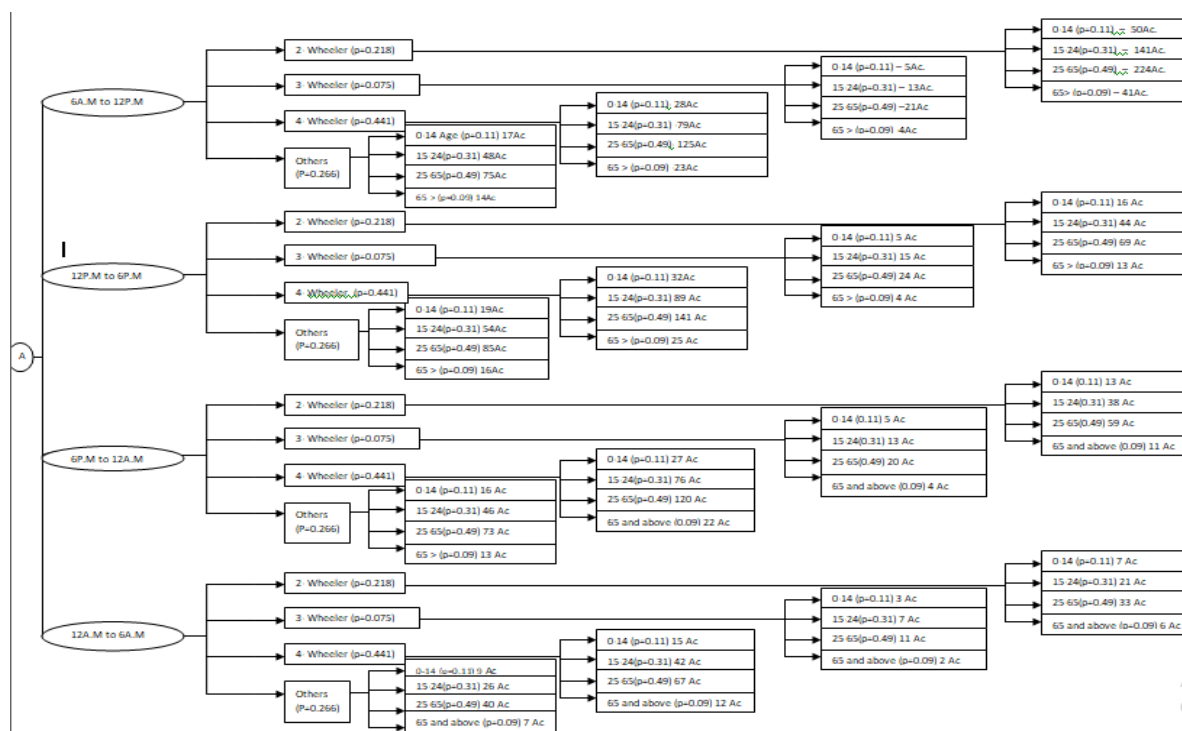 A
6A.M to 12P.M
2- Wheeler (p=0.218)
0-14 (p=0.11) – 50Ac.
15-24(p=0.31) – 141Ac.
25-65(p=0.49) – 224Ac.
65> (p=0.09) – 41Ac.
3- Wheeler (p=0.075)
0-14 (p=0.11) – 5Ac.
15-24(p=0.31) – 13Ac.
25-65(p=0.49) –21Ac
65 > (p=0.09) 4Ac
4- Wheeler (p=0.441)
0-14 (p=0.11), 28Ac
15-24(p=0.31) -79Ac
25-65(p=0.49), 125Ac
65 > (p=0.09) -23Ac
Others
(P=0.266)
0-14 Age (p=0.11) 17Ac
15-24(p=0.31) 48Ac
25-65(p=0.49) 75Ac
65 > (p=0.09) 14Ac
I
12P.M to 6P.M
2- Wheeler (p=0.218)
0-14 (p=0.11) 16 Ac
15-24(p=0.31) 44 Ac
25-65(p=0.49) 69 Ac
65> (p=0.09) 13 Ac
3- Wheeler (p=0.075)
0-14 (p=0.11) 5 Ac
15-24(p=0.31) 15 Ac
25-65(p=0.49) 24 Ac
65 > (p=0.09) 4 Ac
4- Wheeler (p=0.441)
0-14 (p=0.11) 32Ac
15-24(p=0.31) 89 Ac
25-65(p=0.49) 141 Ac
65 > (p=0.09) 25 Ac
Others
(P=0.266)
0-14 (p=0.11) 19Ac
15-24(p=0.31) 54Ac
25-65(p=0.49) 85Ac
65 > (p=0.09) 16Ac
6P.M to 12A.M
2- Wheeler (p=0.218)
0-14 (0.11) 13 Ac
15-24(0.31) 38 Ac
25-65(0.49) 59 Ac
65 and above (0.09) 11 Ac
3- Wheeler (p=0.075)
0-14 (0.11) 5 Ac
15-24(0.31) 13 Ac
25-65(0.49) 20 Ac
65 and above (0.09) 4 Ac
4- Wheeler (p=0.441)
0-14 (p=0.11) 27 Ac
15-24(p=0.31) 76 Ac
25-65(p=0.49) 120 Ac
65 and above (0.09) 22 Ac
Others
(P=0.266)
0-14 (p=0.11) 16 Ac
15-24(p=0.31) 46 Ac
25-65(p=0.49) 73 Ac
65 > (p=0.09) 13 Ac
12A.M to 6A.M
2- Wheeler (p=0.218)
0-14 (p=0.11) 7 Ac
15-24(p=0.31) 21 Ac
25-65(p=0.49) 33 Ac
65 and above (p=0.09) 6 Ac
3- Wheeler (p=0.075)
0-14 (p=0.11) 3 Ac
15-24(p=0.31) 7 Ac
25-65(p=0.49) 11 Ac
65 and above (p=0.09) 2 Ac
4- Wheeler (p=0.441)
0-14 (p=0.11) 15 Ac
15-24(p=0.31) 42 Ac
25-65(p=0.49) 67 Ac
65 and above (p=0.09) 12 Ac
Others
(P=0.266)
0-14 (p=0.11) 9 Ac
15-24(p=0.31) 26 Ac
25-65(p=0.49) 40 Ac
65 and above (p=0.09) 7 Ac